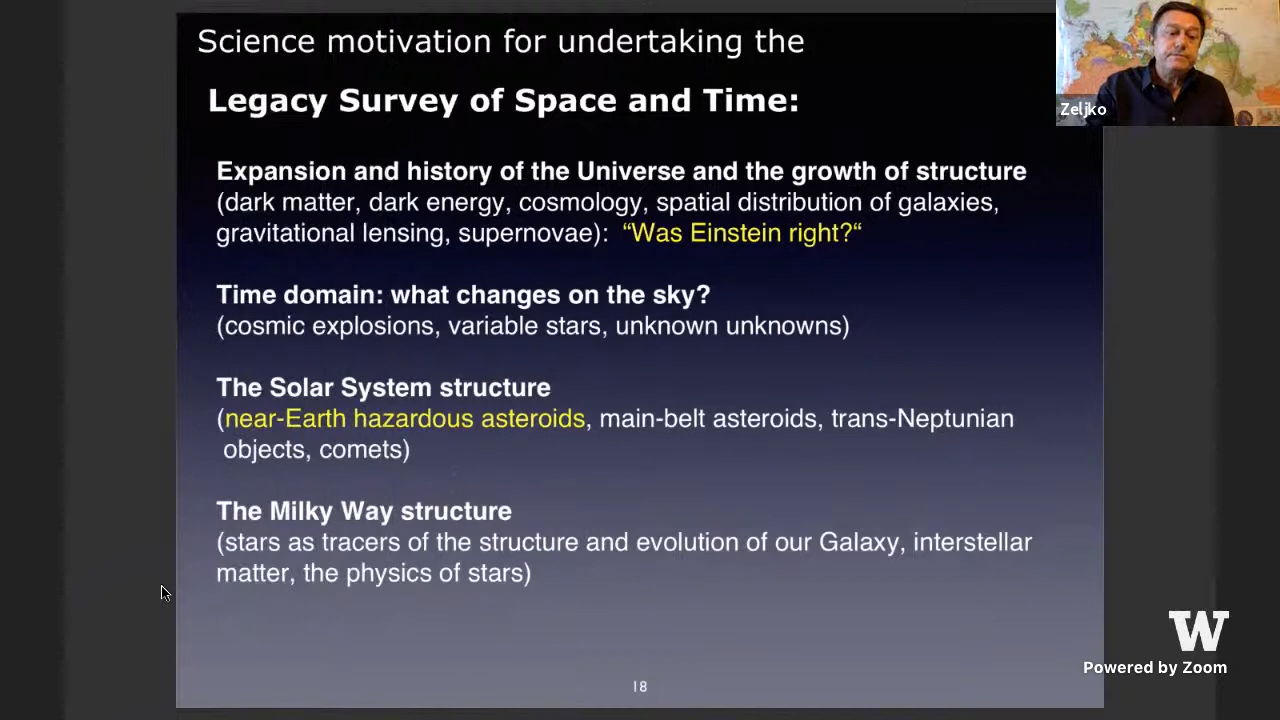 Science motivation for undertaking the
Legacy Survey of Space and Time:
Expansion and history of the Universe and the growth of structure
(dark matter, dark energy, cosmology, spatial distribution of galaxies,
gravitational lensing, supernovae): “Was Einstein right?“
Time domain: what changes on the sky?
(cosmic explosions, variable stars, unknown unknowns)
The Solar System structure
(near-Earth hazardous asteroids, main-belt asteroids, trans-Neptunian
objects, comets)
The Milky Way structure
(stars as tracers of the structure and evolution of our Galaxy, interstellar
matter, the physics of stars)
18
Zeljko
W
Powered by Zoom